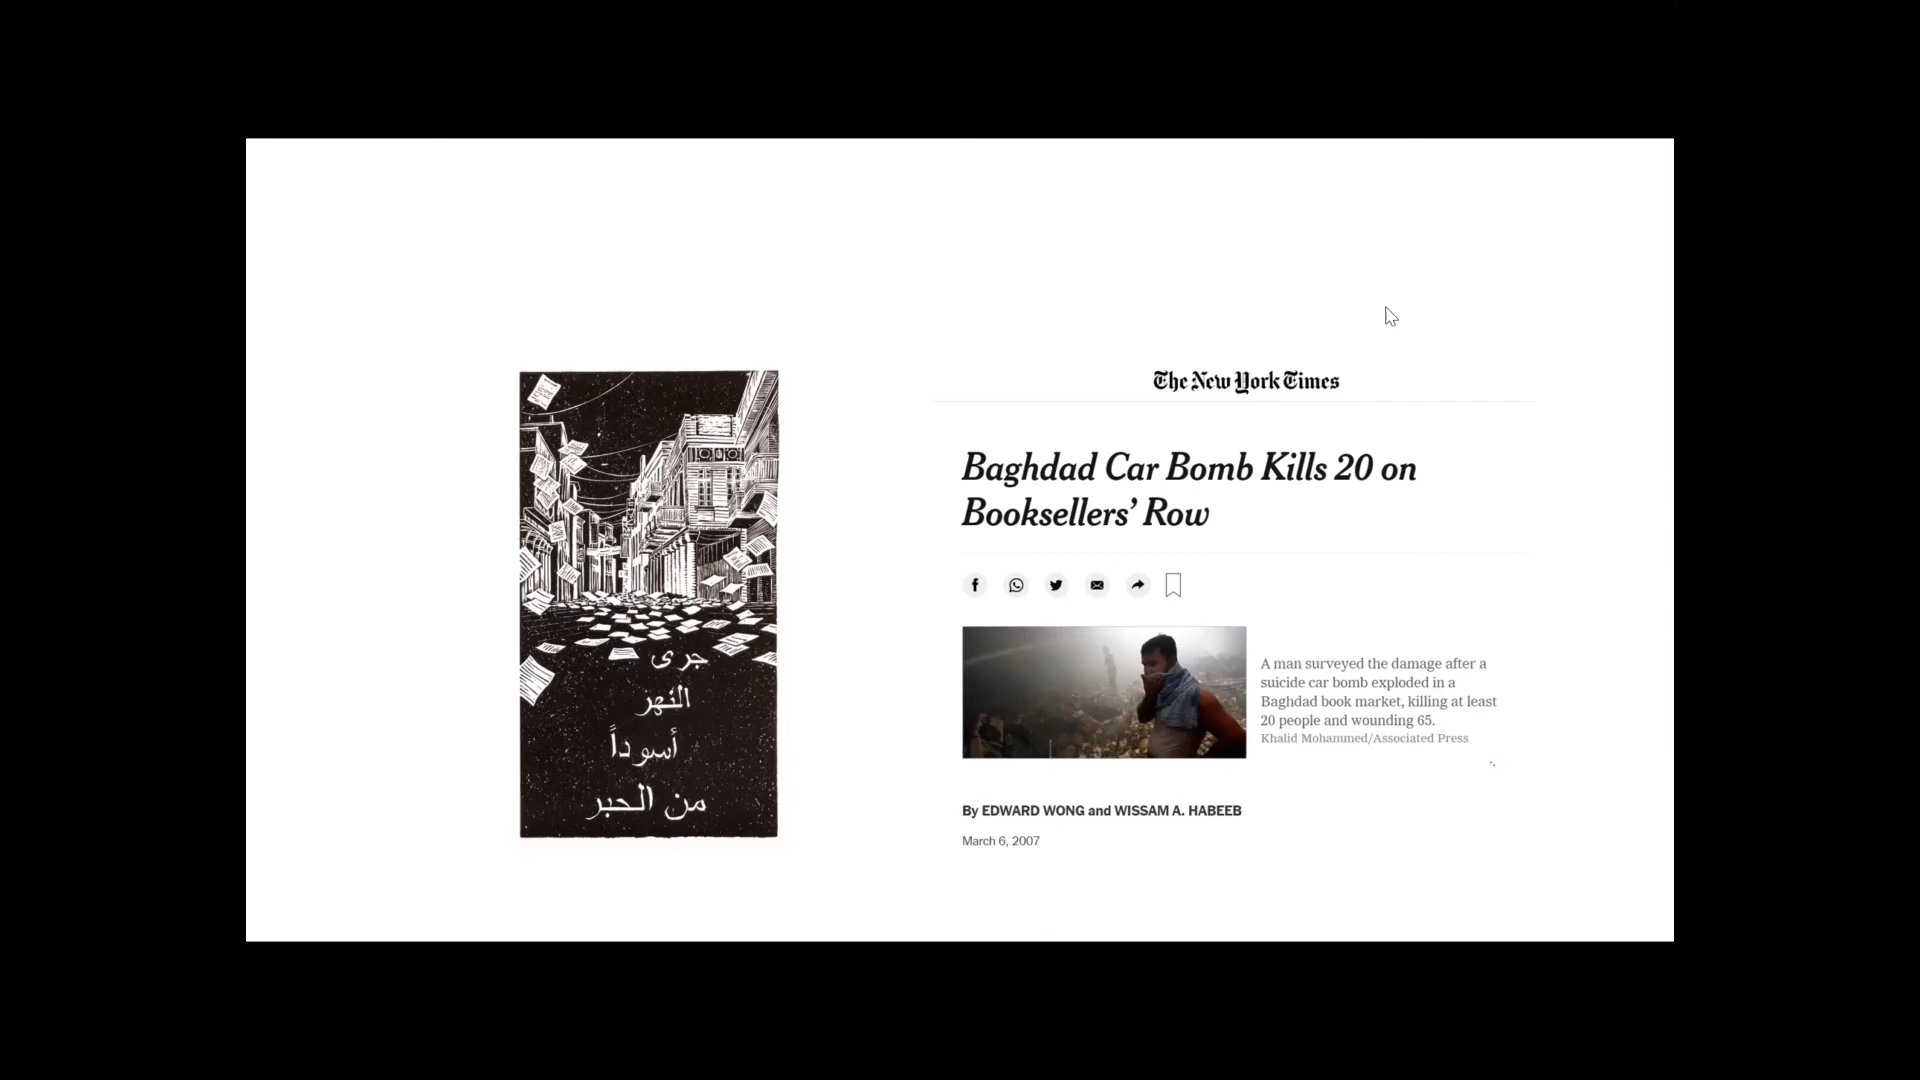 جرى
النهر
أسوداً
من الحبر
The New York Times
Baghdad Car Bomb Kills 20 on
Booksellers’ Row
A man surveyed the damage after a
suicide car bomb exploded in a
Baghdad book market, killing at least
20 people and wounding 65.
Khalid Mohammed/Associated Press
By EDWARD WONG and WISSAM A. HABEEB
March 6, 2007